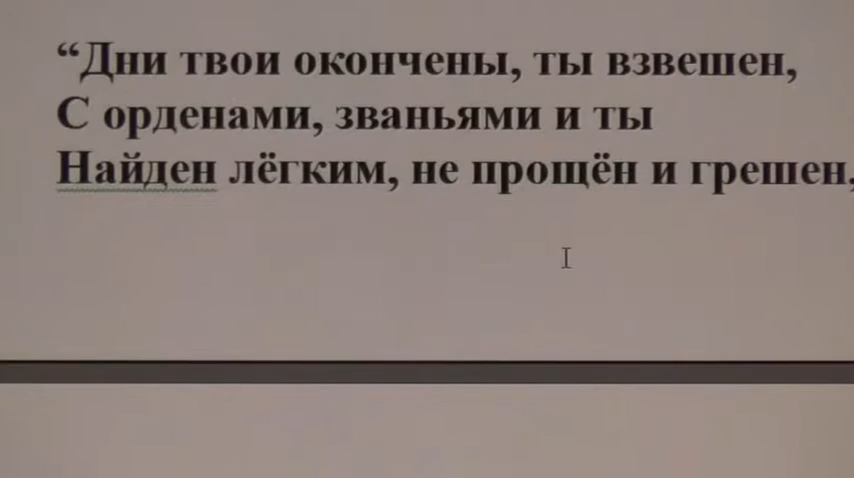 “Дни твои окончены, ты взвешен,
С орденами, званьями и ты
Найден лёгким, не прощён и грешен,